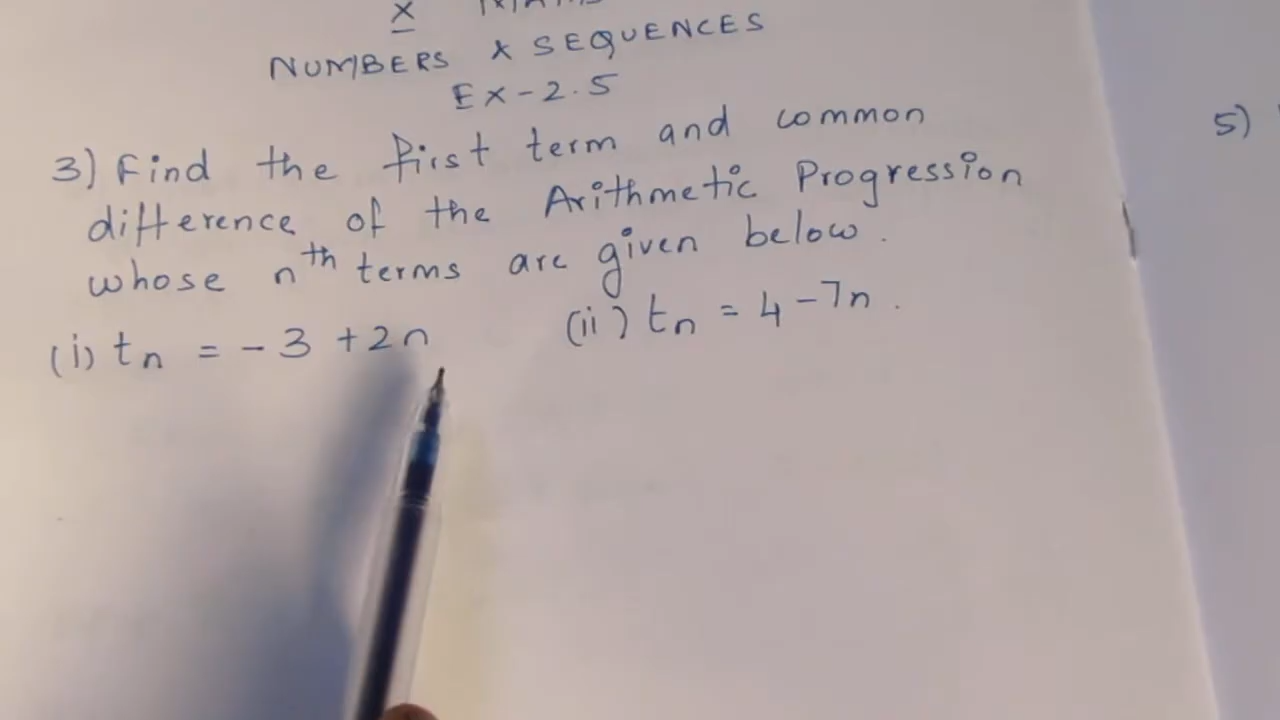 X
NUMBERS & SEQUENCES
EX-2.5
3) Find the first term and common
difference of the Arithmetic Progression
whose nth terms are given below.
(i) tn = -3 +2n (ii) tn = 4 -7n.
5)